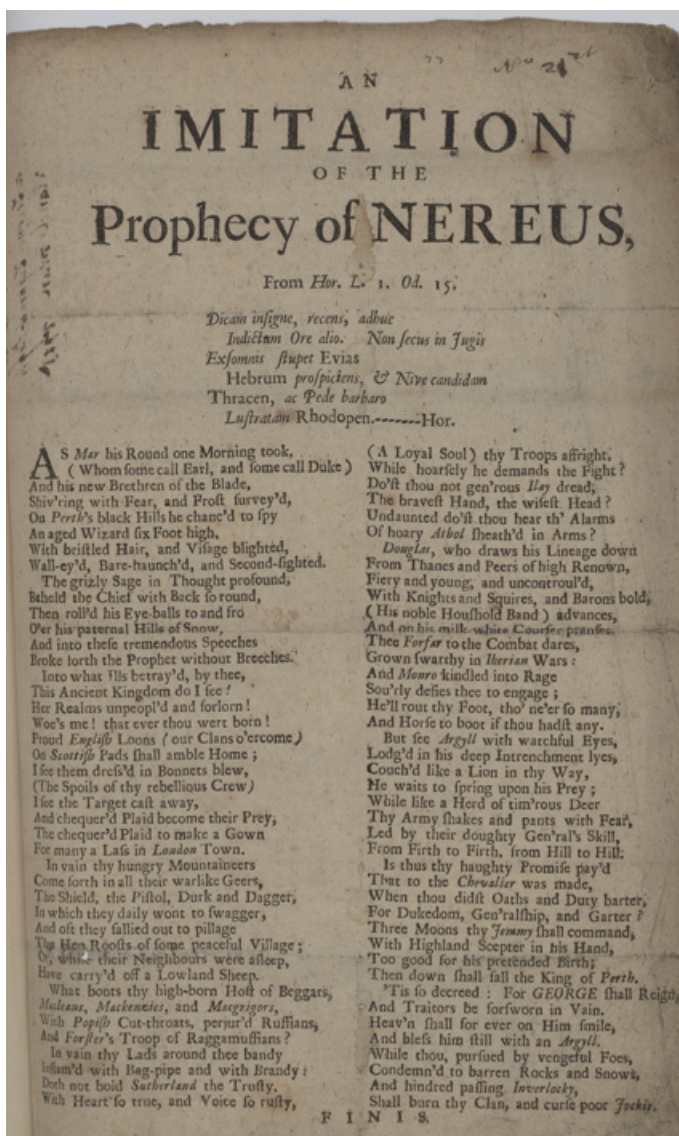 No 21
AN
IMITATION
OF THE
Prophecy of NEREUS,
From Hor. L. 1. Od. 15.
Dicam insigne, recens, adhuc
Indictum Ore alio. Non secus in Jugis
Exsomnis stupet Evias
Hebrum prospiciens, & Nive candidam
Thracen, ac Pede barbaro
Lustratam Rhodopen.-------Hor.
AS Mar his Round one Morning took,
(Whom some call Earl, and some call Duke)
And his new Brethren of the Blade,
Shiv'ring with Fear, and Frost survey'd,
On Perth's black Hills he chanc'd to spy
An aged Wizard six Foot high,
With bristled Hair, and Visage blighted,
Wall-ey'd, Bare-haunch'd, and Second-sighted.
The grizly Sage in Thought profound,
Beheld the Chief with Back so round,
Then roll'd his Eye-balls to and fro
O'er his paternal Hills of Snow,
And into these tremendous Speeches
Broke forth the Prophet without Breeches.
Into what Ills betray'd, by thee,
This Ancient Kingdom do I see!
Her Realms unpeopl'd and forlorn!
Woe's me! that ever thou wert born!
Proud English Loons (our Clans o'ercome)
On Scottish Pads shall amble Home;
I see them dress'd in Bonnets blew,
(The Spoils of thy rebellious Crew)
I see the Target cast away,
And chequer'd Plaid become their Prey,
The chequer'd Plaid to make a Gown
For many a Lass in London Town.
In vain thy hungry Mountaineers
Come forth in all their warlike Geers,
The Shield, the Pistol, Durk and Dagger,
In which they daily wont to swagger,
And oft they sallied out to pillage
The Hen Roosts of some peaceful Village;
Or, while their Neighbours were asleep,
Have carry'd off a Lowland Sheep.
What boots thy high-born Host of Beggars,
Macleans, Mackenzies, and Macgrigors,
With Popish Cut-throats, perjur'd Ruffians,
And Forster's Troop of Raggamuffians?
In vain thy Lads around thee bandy
Inflam'd with Bag-pipe and with Brandy:
Doth not bold Sutherland the Trusty,
With Heart so true, and Voice so rusty,
(A Loyal Soul) thy Troops affright,
While hoarsely he demands the Fight?
Do'st thou not gen'rous Ilay dread,
The bravest Hand, the wisest Head?
Undaunted do'st thou hear th' Alarms
Of hoary Athol sheath'd in Arms?
Douglas, who draws his Lineage down
From Thanes and Peers of high Renown,
Fiery and young, and uncontroul'd,
With Knights and Squires, and Barons bold,
(His noble Houshold Band) advances,
And on his milk-white Courser pranses.
Thee Forfar to the Combat dares,
Grown swarthy in Iberian Wars:
And Monro kindled into Rage
Sou'rly defies thee to engage;
He'll rout thy Foot, tho' ne'er so many,
And Horse to boot if thou hadst any.
But see Argyll with watchful Eyes,
Lodg'd in his deep Intrenchment lyes,
Couch'd like a Lion in thy Way,
He waits to spring upon his Prey;
While like a Herd of tim'rous Deer
Thy Army shakes and pants with Fear,
Led by their doughty Gen'ral's Skill,
From Firth to Firth, from Hill to Hill.
Is thus thy haughty Promise pay'd
That to the Chevalier was made,
When thou didst Oaths and Duty barter,
For Dukedom, Gen'ralship, and Garter?
Three Moons thy Jemmy shall command,
With Highland Scepter in his Hand,
Too good for his pretended Birth;
Then down shall fall the King of Perth.
'Tis so decreed: For GEORGE shall Reign,
And Traitors be forsworn in Vain.
Heav'n shall for ever on Him smile,
And bless him still with an Argyll.
While thou, pursued by vengeful Foes,
Condemn'd to barren Rocks and Snows,
And hindred passing Inverlocky,
Shall burn thy Clan, and curse poor Jockie.
FINIS.